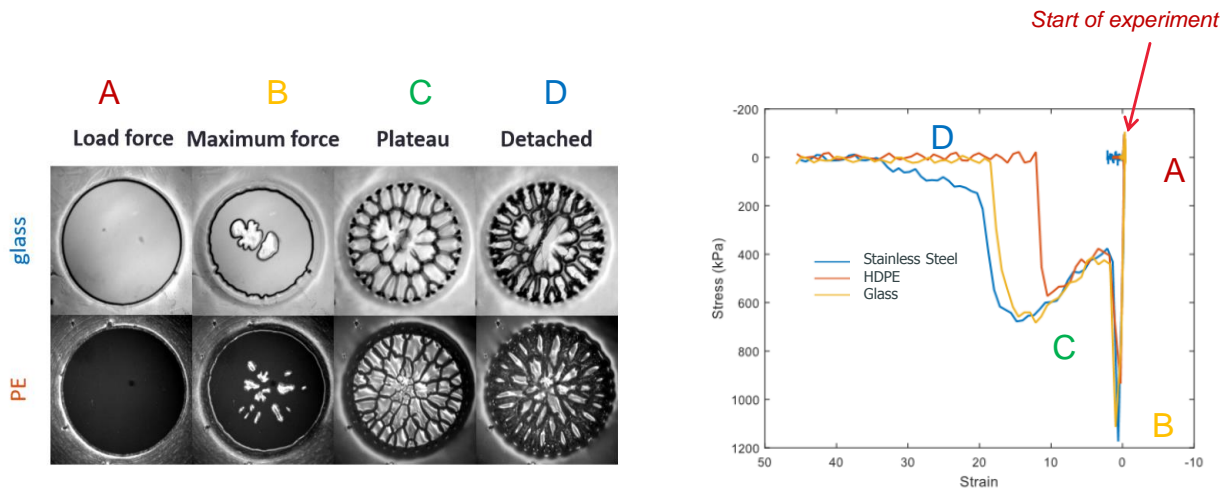 Start of experiment
A B C D
Load force Maximum force Plateau Detached
glass
PE
-200
0
200
400
600
800
1000
1200
Stress (kPa)
50 40 30 20 10 0 -10
Strain
D
A
Stainless Steel
HDPE
Glass
C
B